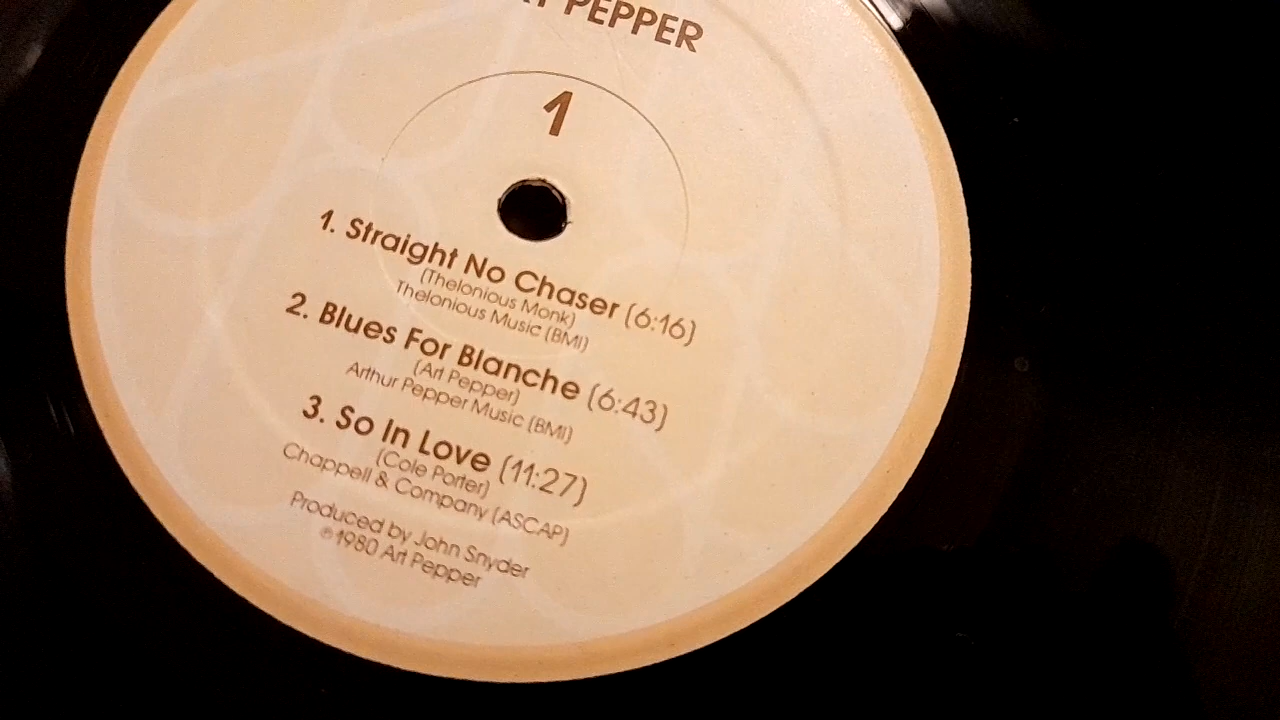 PEPPER
1
1. Straight No Chaser (6:16)
(Thelonious Monk)
Thelonious Music (BMI)
2. Blues For Blanche (6:43)
(Art Pepper)
Arthur Pepper Music (BMI)
3. So In Love (11:27)
(Cole Porter)
Chappell & Company (ASCAP)
Produced by John Snyder
℗1980 Art Pepper